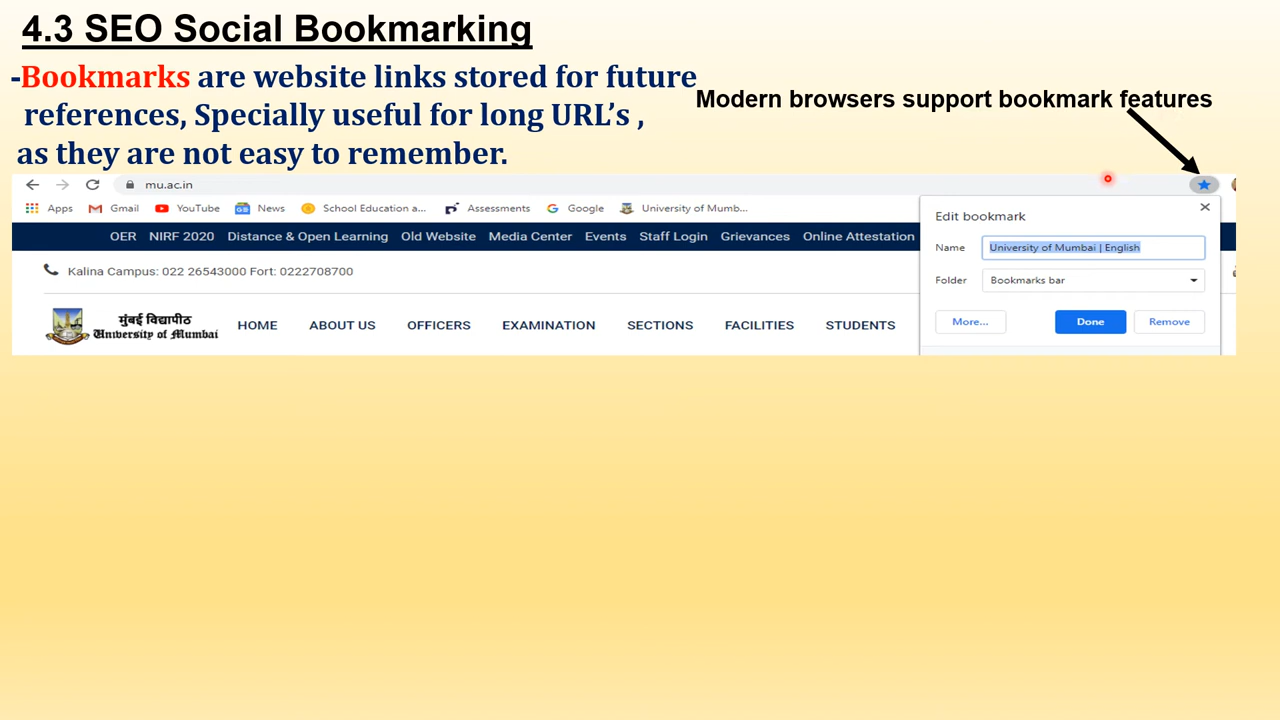 4.3 SEO Social Bookmarking
-Bookmarks are website links stored for future
references, Specially useful for long URL’s ,
as they are not easy to remember.
Modern browsers support bookmark features
mu.ac.in
Apps Gmail YouTube News School Education a... Assessments Google University of Mumb...
OER NIRF 2020 Distance & Open Learning Old Website Media Center Events Staff Login Grievances Online Attestation
Kalina Campus: 022 26543000 Fort: 0222708700
मुंबई विद्यापीठ
University of Mumbai
HOME ABOUT US OFFICERS EXAMINATION SECTIONS FACILITIES STUDENTS
Edit bookmark
Name University of Mumbai | English
Folder Bookmarks bar
More... Done Remove